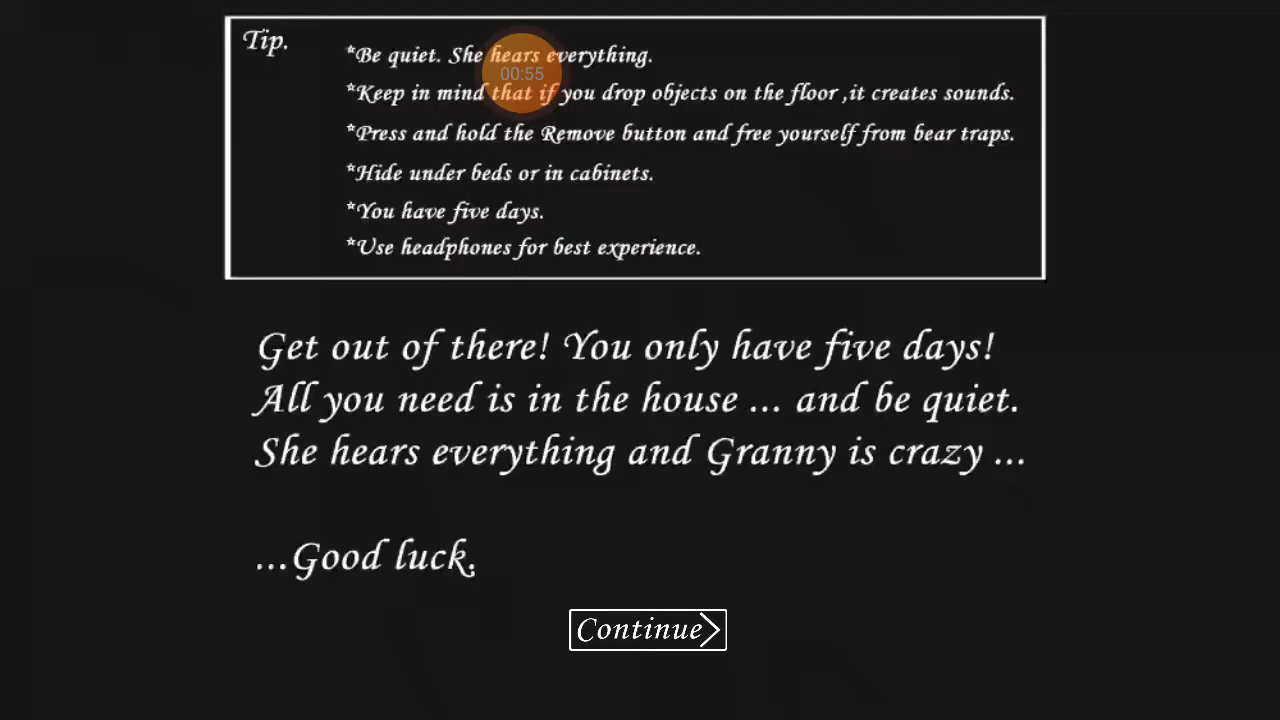 Tip.
*Be quiet. She hears everything.
00:55
*Keep in mind that if you drop objects on the floor ,it creates sounds.
*Press and hold the Remove button and free yourself from bear traps.
*Hide under beds or in cabinets.
*You have five days.
*Use headphones for best experience.
Get out of there! You only have five days!
All you need is in the house ... and be quiet.
She hears everything and Granny is crazy ...
...Good luck.
Continue